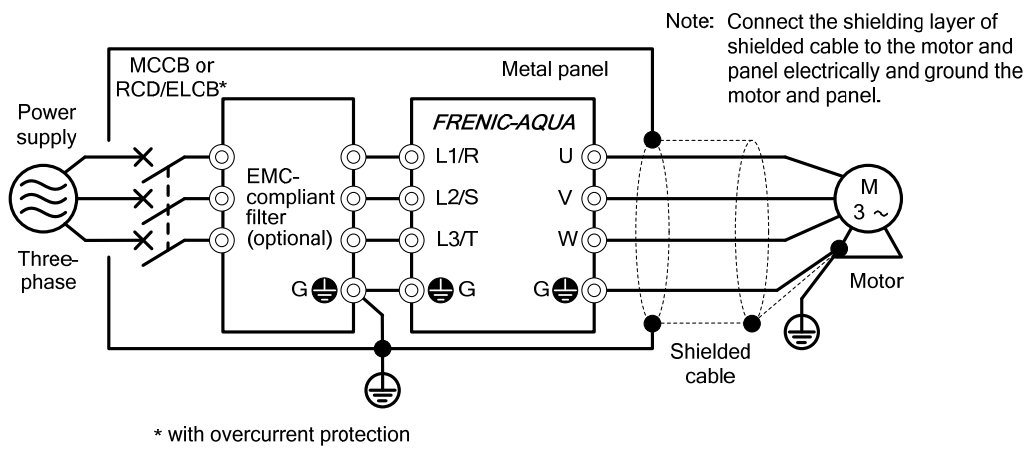 Note: Connect the shielding layer of
shielded cable to the motor and
panel electrically and ground the
motor and panel.
MCCB or
RCD/ELCB*
Metal panel
Power
supply
FRENIC-AQUA
EMC-
compliant
filter
(optional)
L1/R
L2/S
L3/T
U
V
W
M
3 ~
Three-
phase
G
G
G
Motor
Shielded
cable
* with overcurrent protection